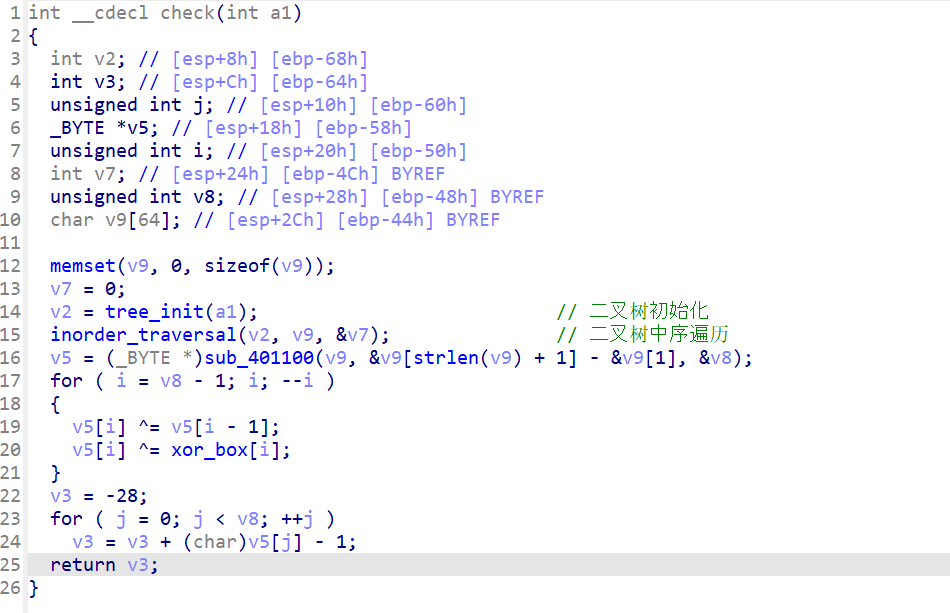 1 int __cdecl check(int a1)
2 {
3 int v2; // [esp+8h] [ebp-68h]
4 int v3; // [esp+Ch] [ebp-64h]
5 unsigned int j; // [esp+10h] [ebp-60h]
6 _BYTE *v5; // [esp+18h] [ebp-58h]
7 unsigned int i; // [esp+20h] [ebp-50h]
8 int v7; // [esp+24h] [ebp-4Ch] BYREF
9 unsigned int v8; // [esp+28h] [ebp-48h] BYREF
10 char v9[64]; // [esp+2Ch] [ebp-44h] BYREF
11
12 memset(v9, 0, sizeof(v9));
13 v7 = 0;
14 v2 = tree_init(a1); // 二叉树初始化
15 inorder_traversal(v2, v9, &v7); // 二叉树中序遍历
16 v5 = (_BYTE *)sub_401100(v9, &v9[strlen(v9) + 1] - &v9[1], &v8);
17 for ( i = v8 - 1; i; --i )
18 {
19 v5[i] ^= v5[i - 1];
20 v5[i] ^= xor_box[i];
21 }
22 v3 = -28;
23 for ( j = 0; j < v8; ++j )
24 v3 = v3 + (char)v5[j] - 1;
25 return v3;
26 }